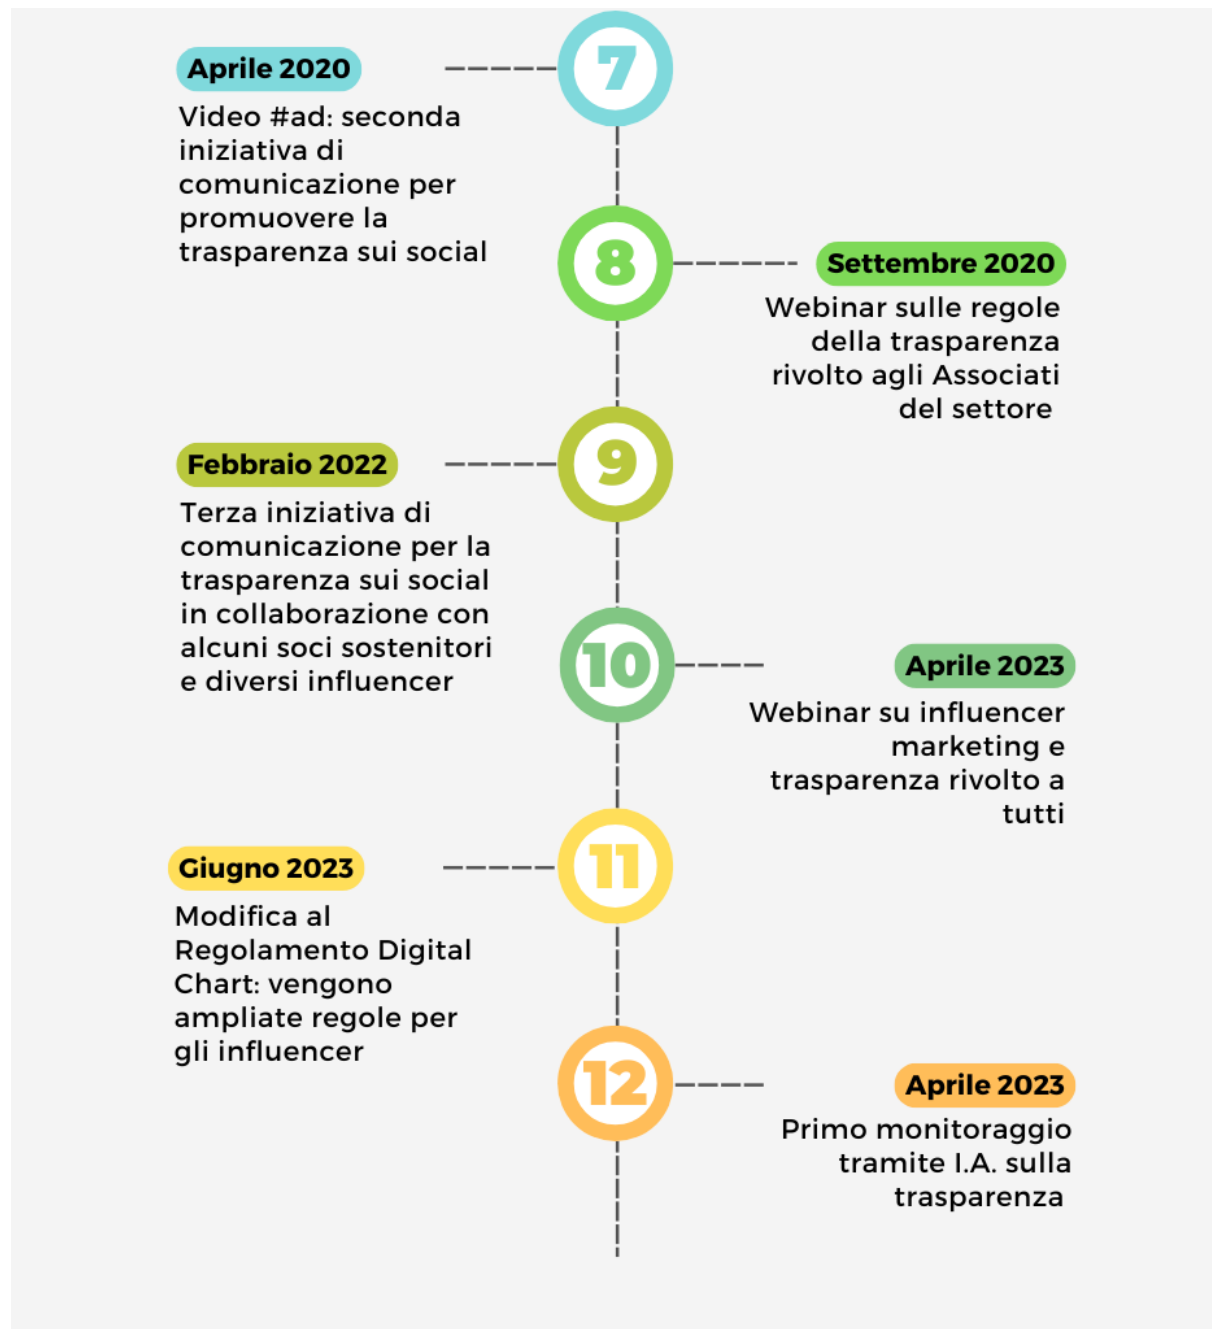 7
Aprile 2020
Video #ad: seconda
iniziativa di
comunicazione per
promuovere la
trasparenza sui social
8
Settembre 2020
Webinar sulle regole
della trasparenza
rivolto agli Associati
del settore
9
Febbraio 2022
Terza iniziativa di
comunicazione per la
trasparenza sui social
in collaborazione con
alcuni soci sostenitori
e diversi influencer
10
Aprile 2023
Webinar su influencer
marketing e
trasparenza rivolto a
tutti
11
Giugno 2023
Modifica al
Regolamento Digital
Chart: vengono
ampliate regole per
gli influencer
12
Aprile 2023
Primo monitoraggio
tramite I.A. sulla
trasparenza